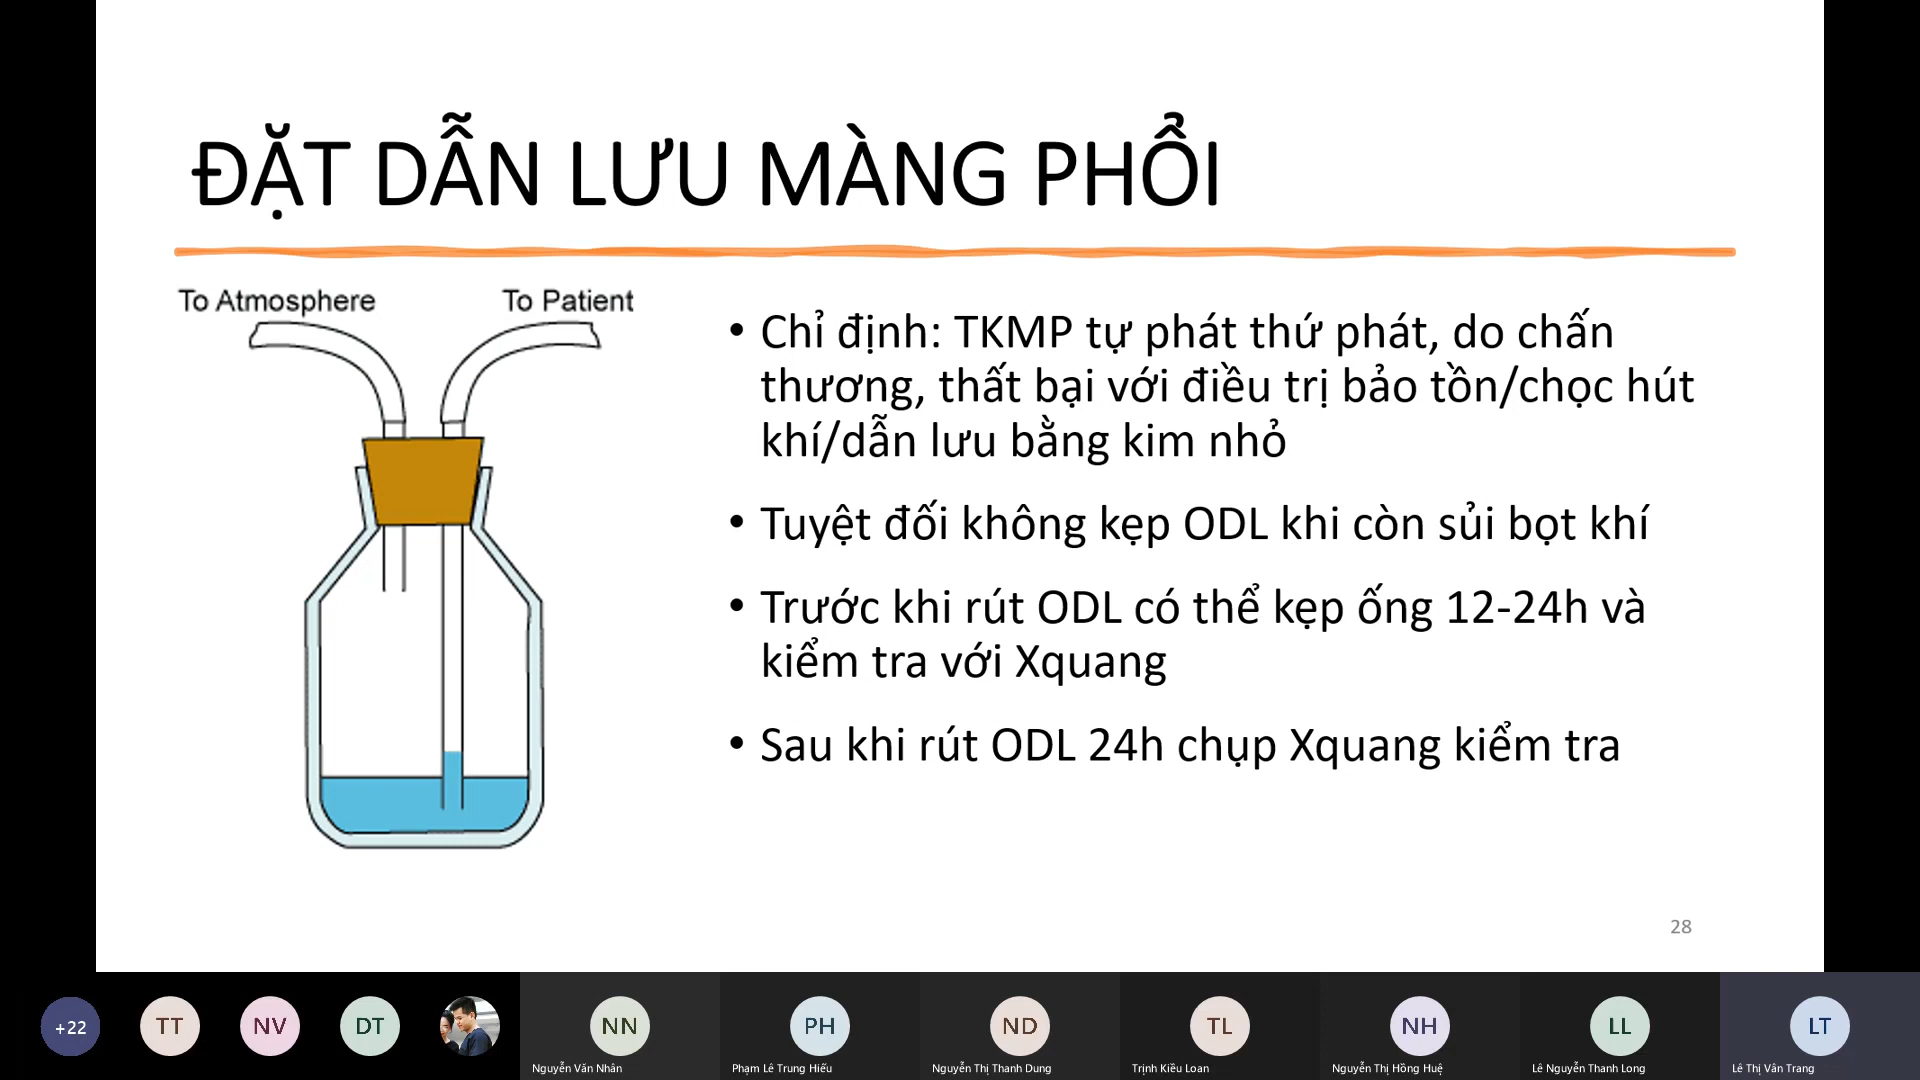 ĐẶT DẪN LƯU MÀNG PHỔI
To Atmosphere
To Patient
• Chỉ định: TKMP tự phát thứ phát, do chấn
thương, thất bại với điều trị bảo tồn/chọc hút
khí/dẫn lưu bằng kim nhỏ
• Tuyệt đối không kẹp ODL khi còn sủi bọt khí
• Trước khi rút ODL có thể kẹp ống 12-24h và
kiểm tra với Xquang
• Sau khi rút ODL 24h chụp Xquang kiểm tra
28
+22
TT
NV
DT
NN
PH
ND
TL
NH
LL
LT
Nguyễn Văn Nhân
Phạm Lê Trung Hiếu
Nguyễn Thị Thanh Dung
Trịnh Kiều Loan
Nguyễn Thị Hồng Huệ
Lê Nguyễn Thanh Long
Lê Thị Vân Trang